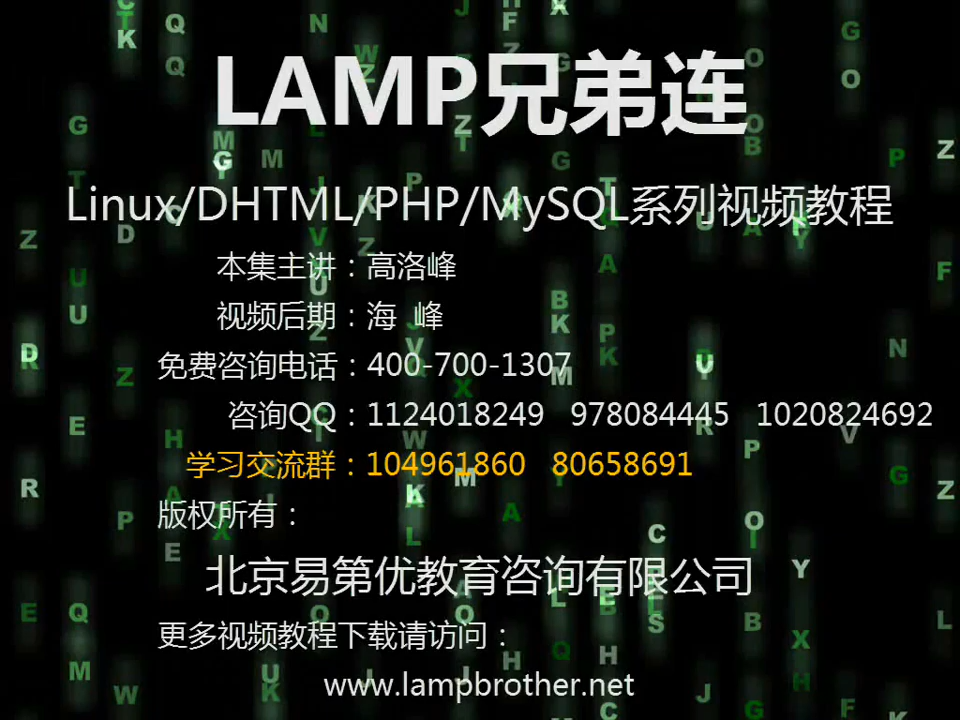 LAMP兄弟连
Linux/DHTML/PHP/MySQL系列视频教程
本集主讲：高洛峰
视频后期：海 峰
免费咨询电话：400-700-1307
咨询QQ：1124018249 978084445 1020824692
学习交流群：104961860 80658691
版权所有：
北京易第优教育咨询有限公司
更多视频教程下载请访问：
www.lampbrother.net